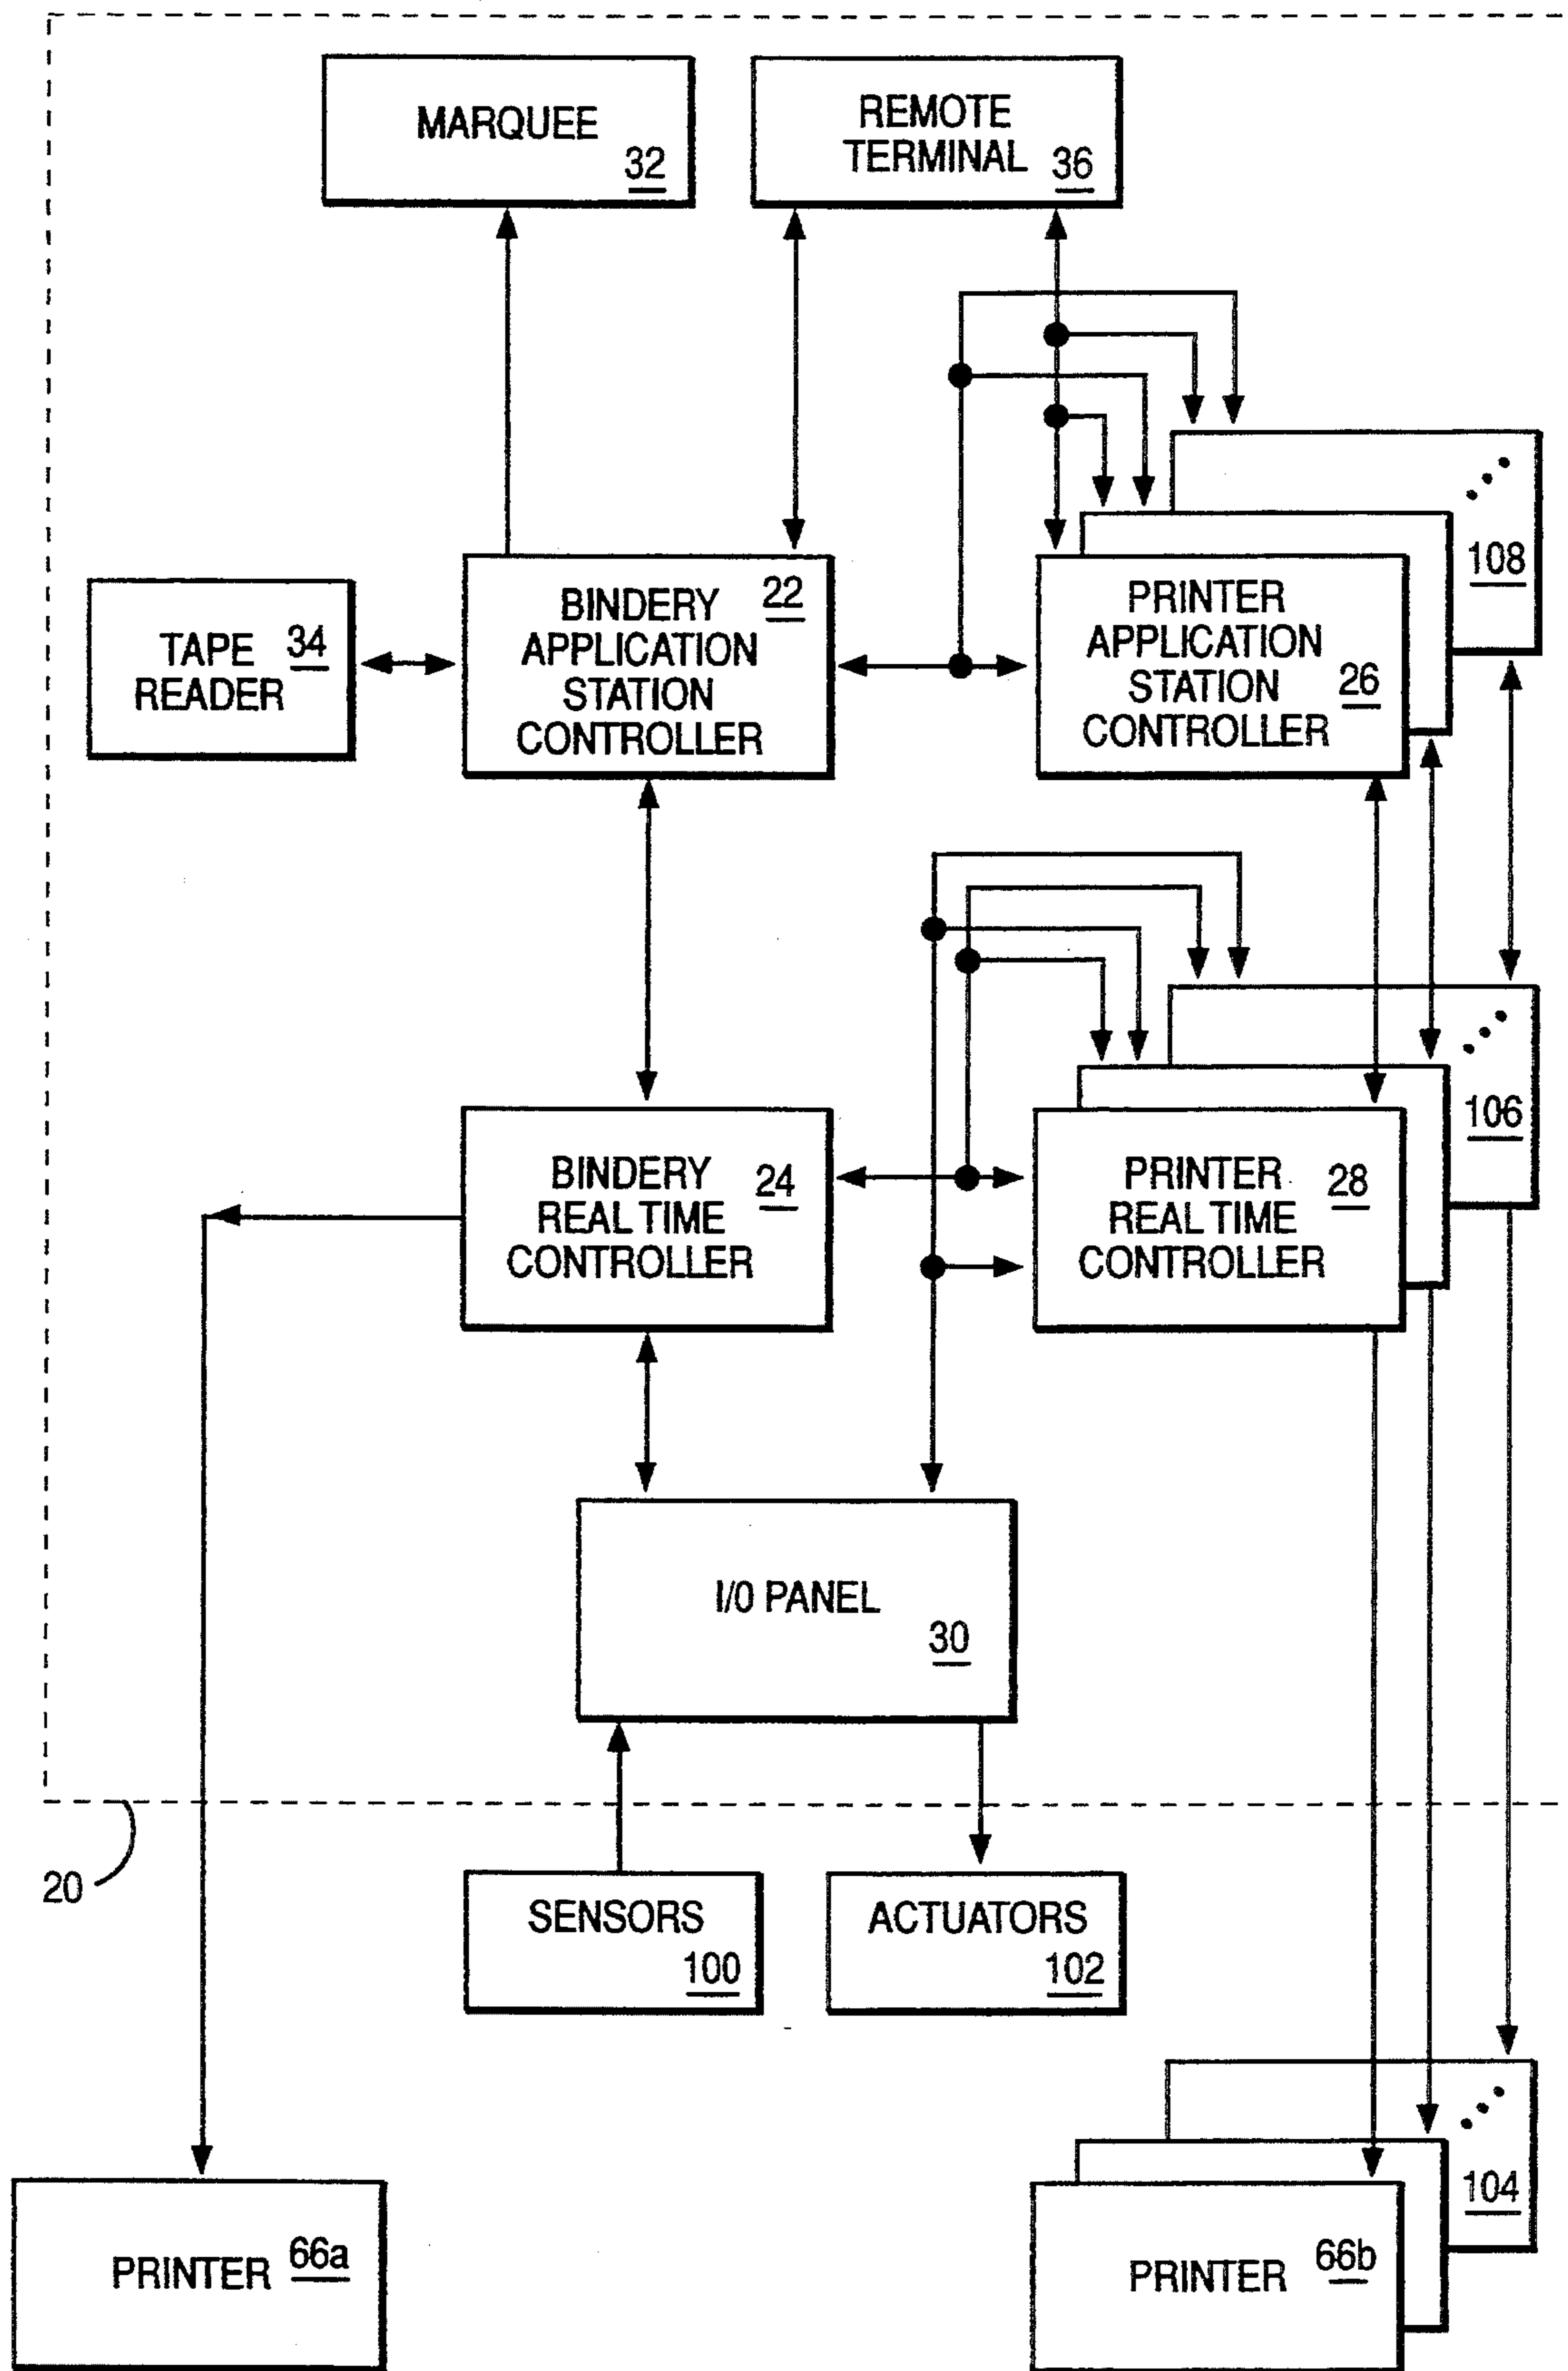 MARQUEE
32
REMOTE
TERMINAL 36
TAPE 34
READER
BINDERY 22
APPLICATION
STATION
CONTROLLER
PRINTER
APPLICATION
STATION 26
CONTROLLER
108
BINDERY 24
REAL TIME
CONTROLLER
PRINTER 28
REAL TIME
CONTROLLER
106
I/0 PANEL
30
20
SENSORS
100
ACTUATORS
102
PRINTER 66a
PRINTER 66b
104